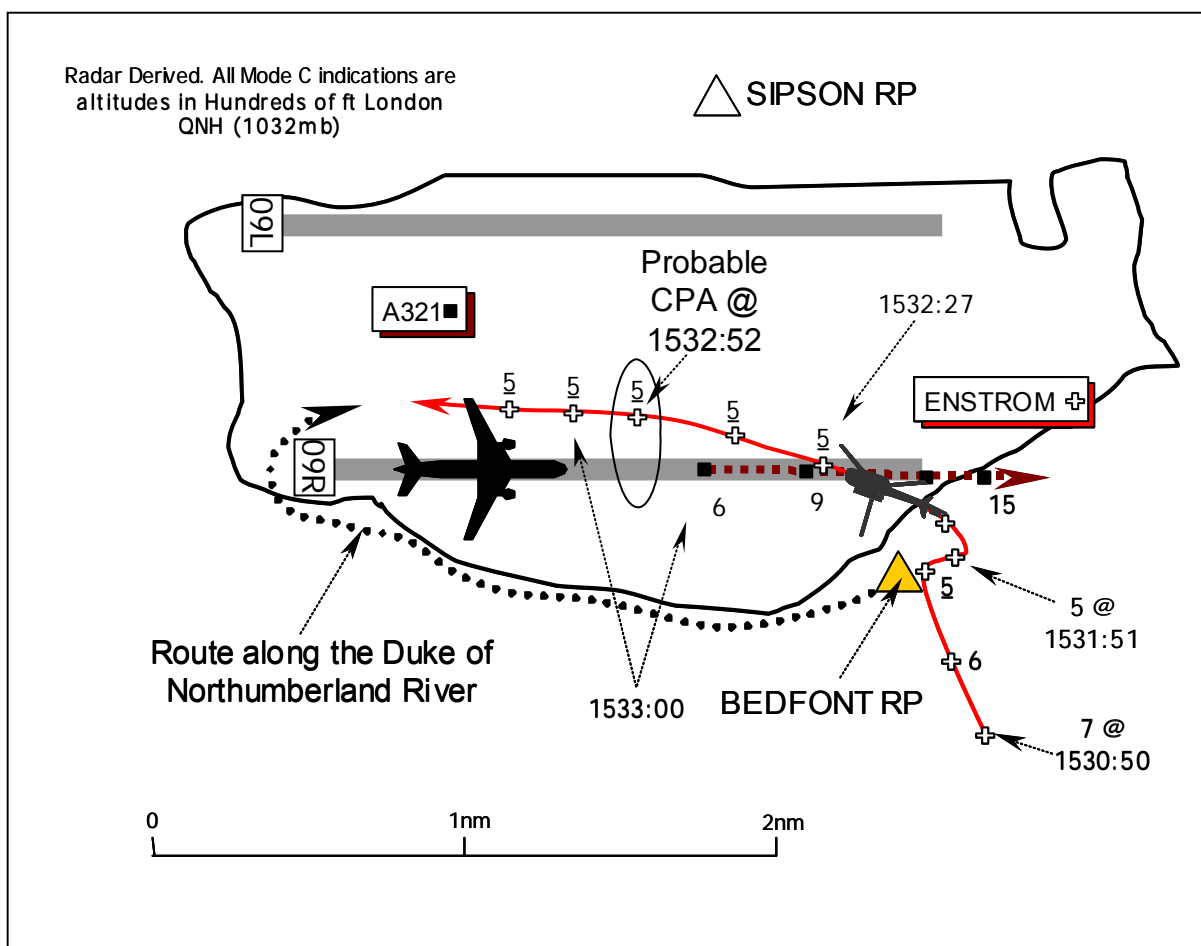 Radar Derived. All Mode C indications are
altitudes in Hundreds of ft London
QNH (1032mb)
SIPSON RP
09L
Probable
CPA @
1532:52
A321
1532:27
ENSTROM
5
5
5
5
5
09R
6
9
15
5
5 @
1531:51
Route along the Duke of
Northumberland River
6
1533:00
BEDFONT RP
7 @
1530:50
0
1nm
2nm